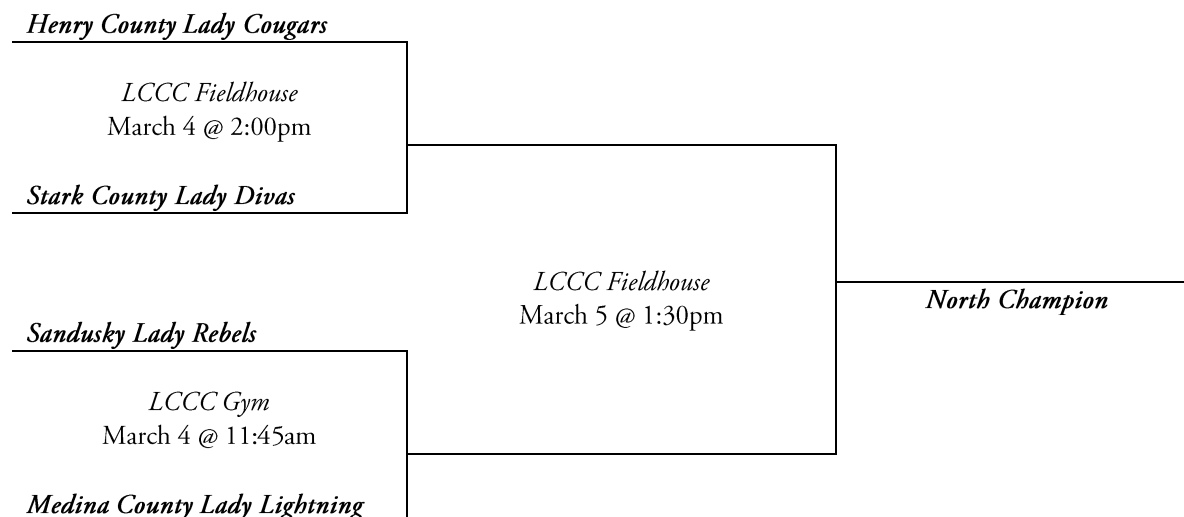 Henry County Lady Cougars
LCCC Fieldhouse
March 4 @ 2:00pm
Stark County Lady Divas
LCCC Fieldhouse
March 5 @ 1:30pm
North Champion
Sandusky Lady Rebels
LCCC Gym
March 4 @ 11:45am
Medina County Lady Lightning